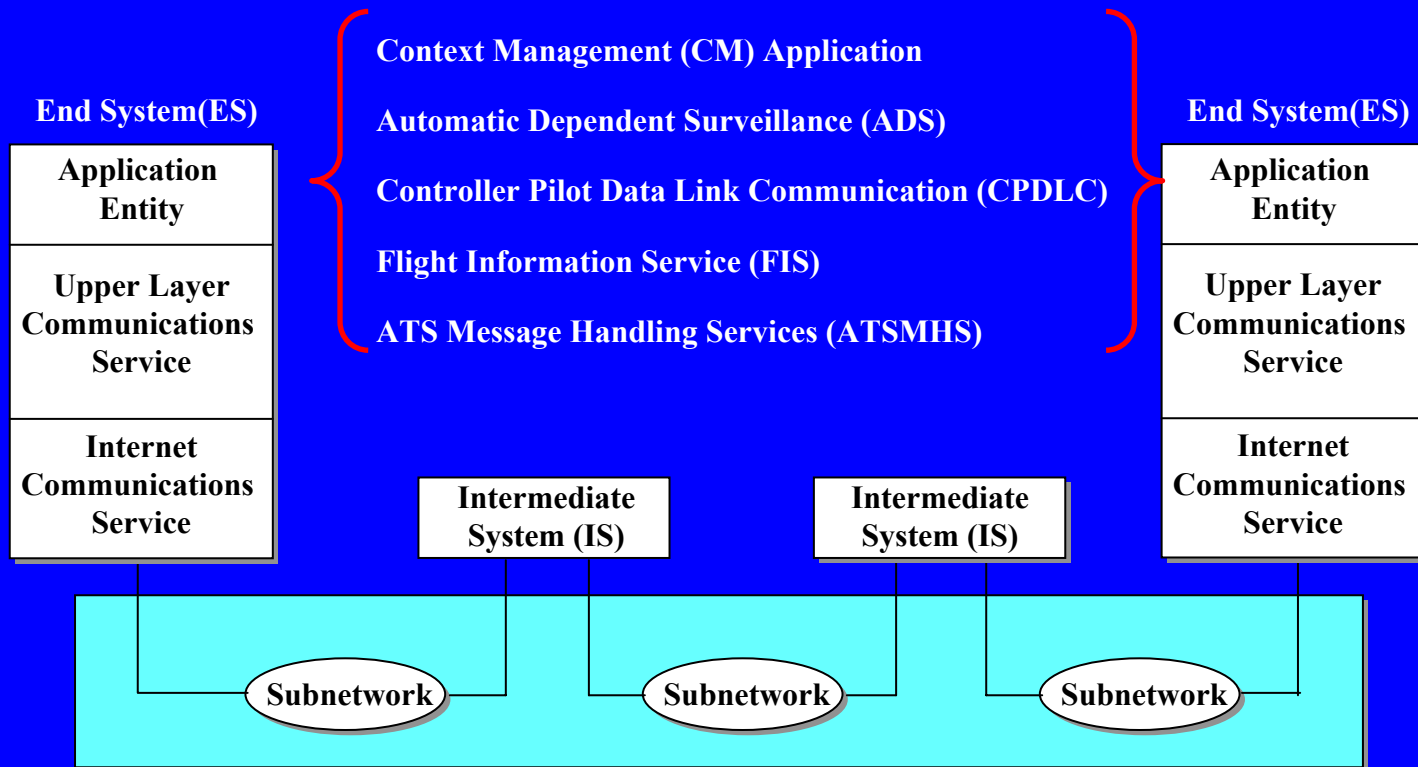 Context Management (CM) Application
Automatic Dependent Surveillance (ADS)
Controller Pilot Data Link Communication (CPDLC)
Flight Information Service (FIS)
ATS Message Handling Services (ATSMHS)
End System(ES)
Application
Entity
Upper Layer
Communications
Service
Internet
Communications
Service
End System(ES)
Application
Entity
Upper Layer
Communications
Service
Internet
Communications
Service
Intermediate
System (IS)
Intermediate
System (IS)
Subnetwork
Subnetwork
Subnetwork